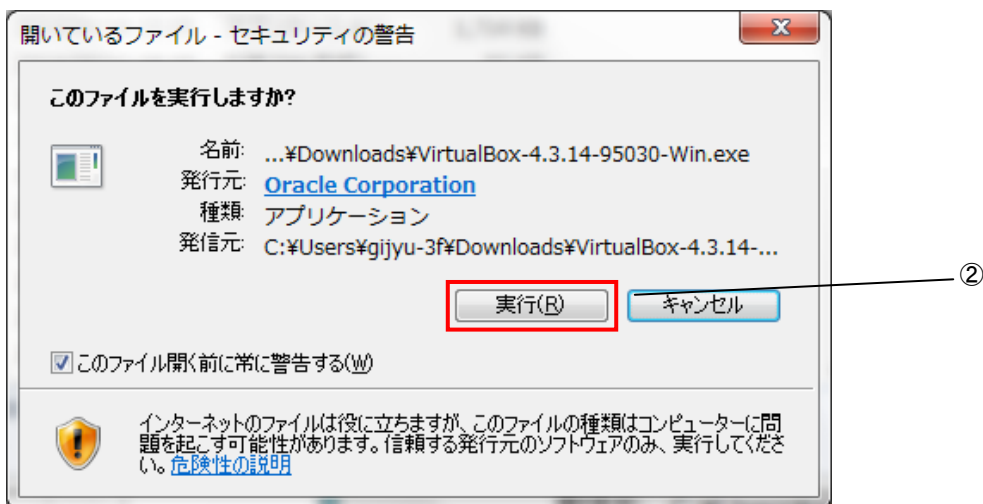 開いているファイル - セキュリティの警告
このファイルを実行しますか?
名前: ...¥Downloads¥VirtualBox-4.3.14-95030-Win.exe
発行元: Oracle Corporation
種類: アプリケーション
発信元: C:¥Users¥gijyu-3f¥Downloads¥VirtualBox-4.3.14-...
実行(R) キャンセル
②
このファイル開く前に常に警告する(W)
インターネットのファイルは役に立ちますが、このファイルの種類はコンピューターに問
題を起こす可能性があります。信頼する発行元のソフトウェアのみ、実行してくださ
い。危険性の説明